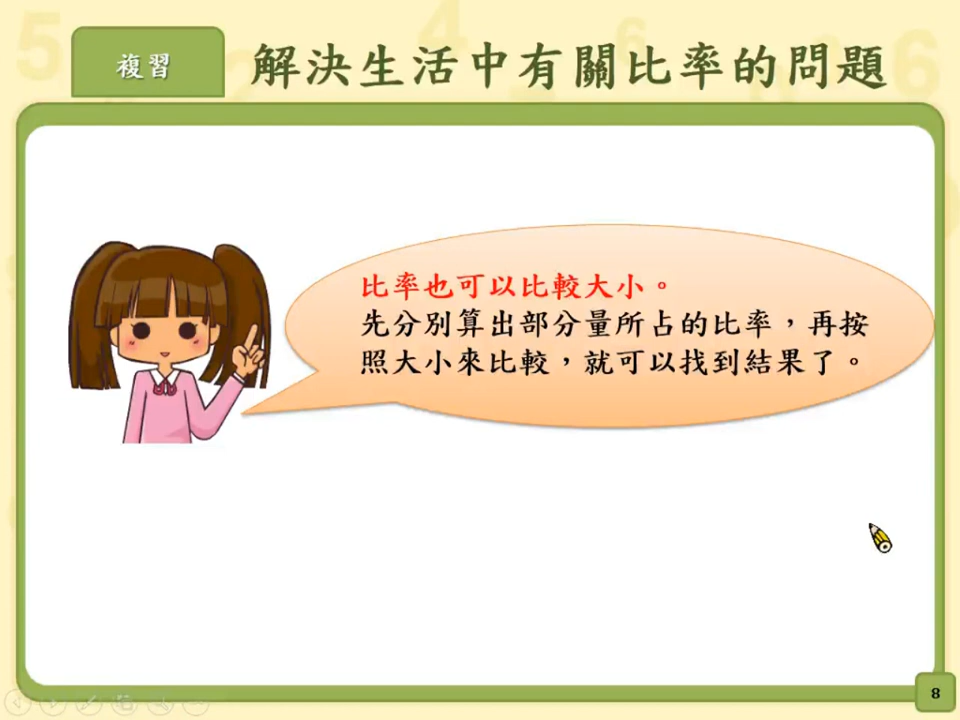 複習
解決生活中有關比率的問題
比率也可以比較大小。
先分別算出部分量所占的比率，再按
照大小來比較，就可以找到結果了。
8